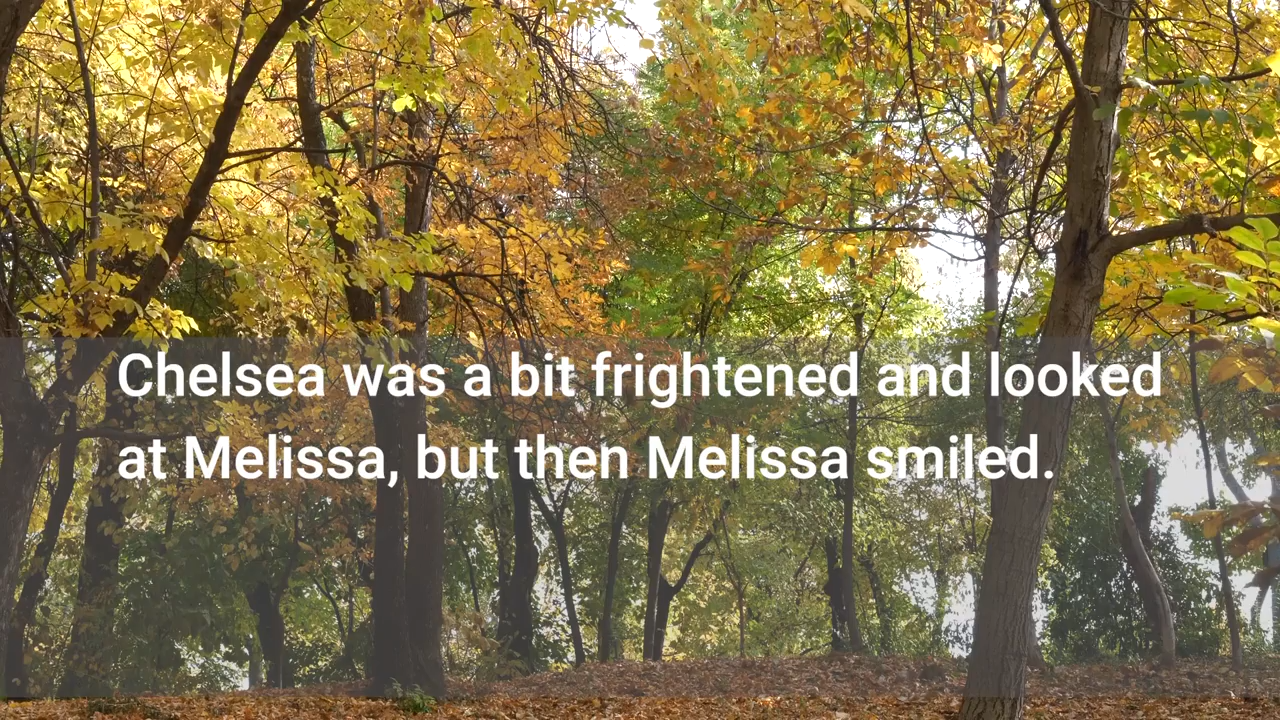 Chelsea was a bit frightened and looked
at Melissa, but then Melissa smiled.